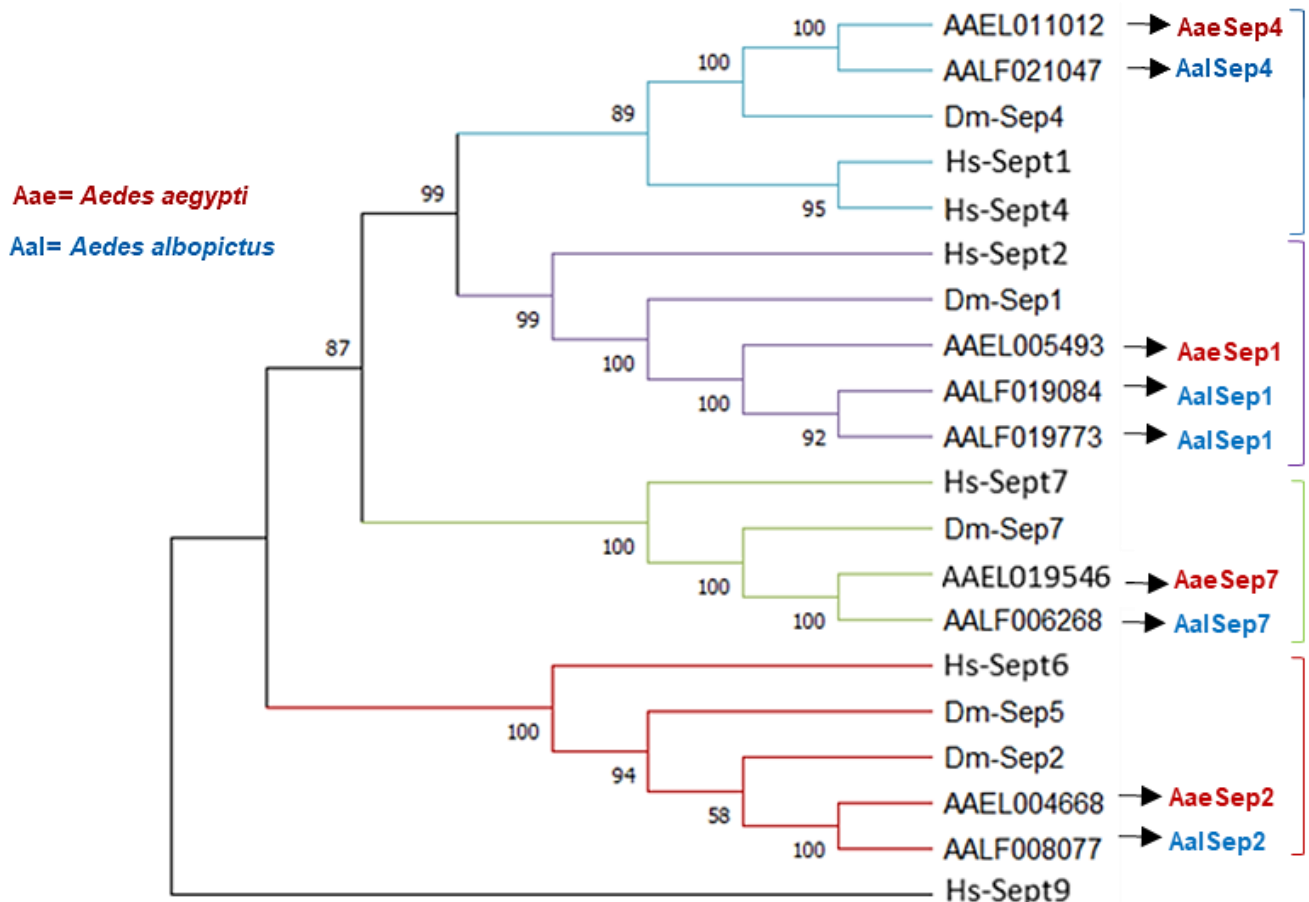 100
AAEL011012
AaeSep4
100
AALF021047
AalSep4
89
Dm-Sep4
Hs-Sept1
Aae= Aedes aegypti
99
95
Hs-Sept4
Aal= Aedes albopictus
Hs-Sept2
99
Dm-Sep1
87
100
AAEL005493
AaeSep1
100
AALF019084
AalSep1
92
AALF019773
AalSep1
Hs-Sept7
100
Dm-Sep7
100
AAEL019546
AaeSep7
100
AALF006268
AalSep7
Hs-Sept6
100
Dm-Sep5
94
Dm-Sep2
58
AAEL004668
AaeSep2
100
AALF008077
AalSep2
Hs-Sept9